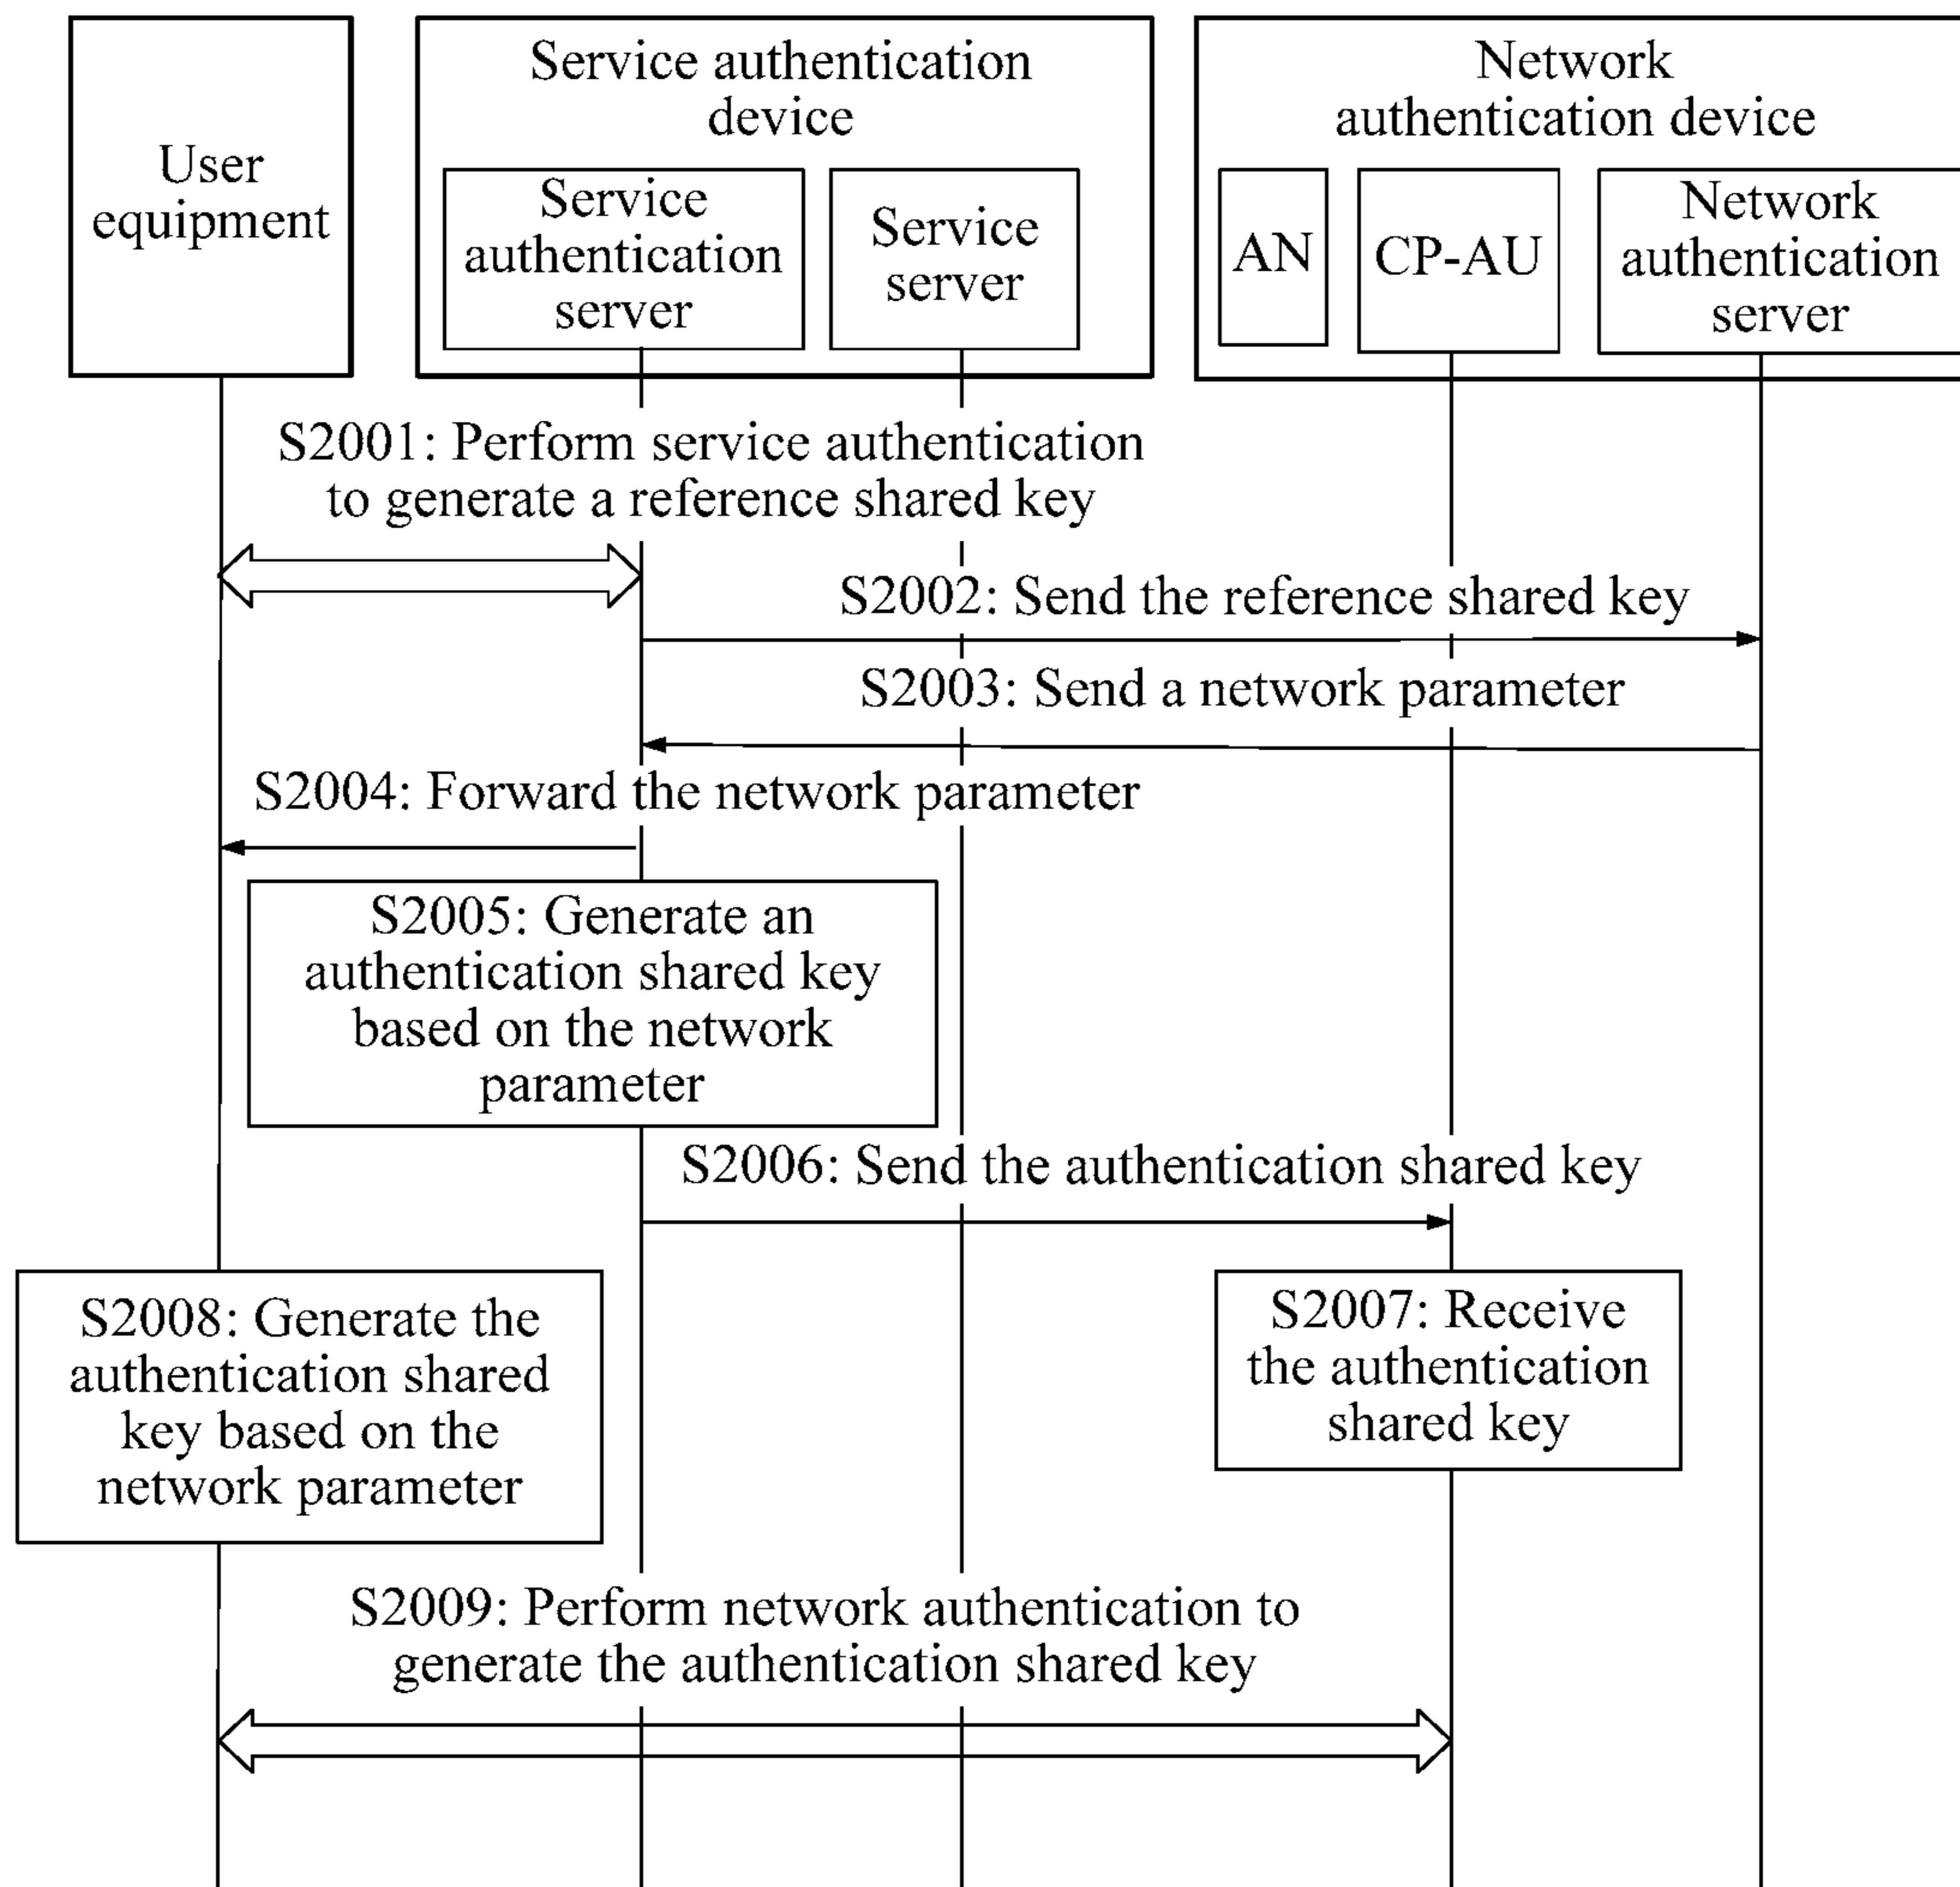 User
equipment
Service authentication
device
Service
authentication
server
Service
server
Network
authentication device
AN
CP-AU
Network
authentication
server
S2001: Perform service authentication
to generate a reference shared key
S2002: Send the reference shared key
S2003: Send a network parameter
S2004: Forward the network parameter
S2005: Generate an
authentication shared key
based on the network
parameter
S2006: Send the authentication shared key
S2008: Generate the
authentication shared
key based on the
network parameter
S2007: Receive
the authentication
shared key
S2009: Perform network authentication to
generate the authentication shared key